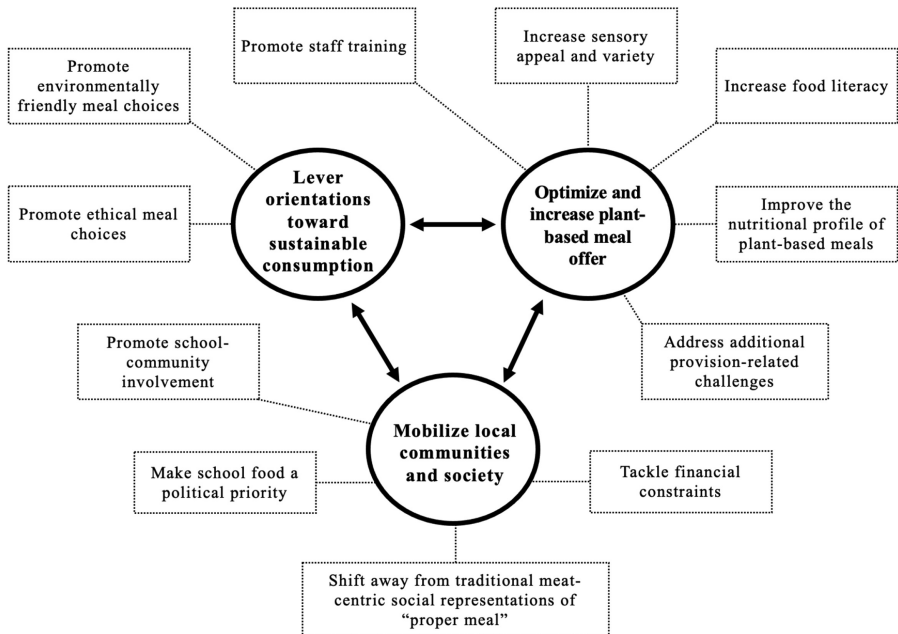 Promote staff training
Increase sensory
appeal and variety
Promote
environmentally
friendly meal choices
Increase food literacy
Lever
orientations
toward
sustainable
consumption
Optimize and
increase plant-
based meal
offer
Promote ethical meal
choices
Improve the
nutritional profile of
plant-based meals
Promote school-
community
involvement
Address additional
provision-related
challenges
Mobilize local
communities
and society
Make school food a
political priority
Tackle financial
constraints
Shift away from traditional meat-
centric social representations of
“proper meal”